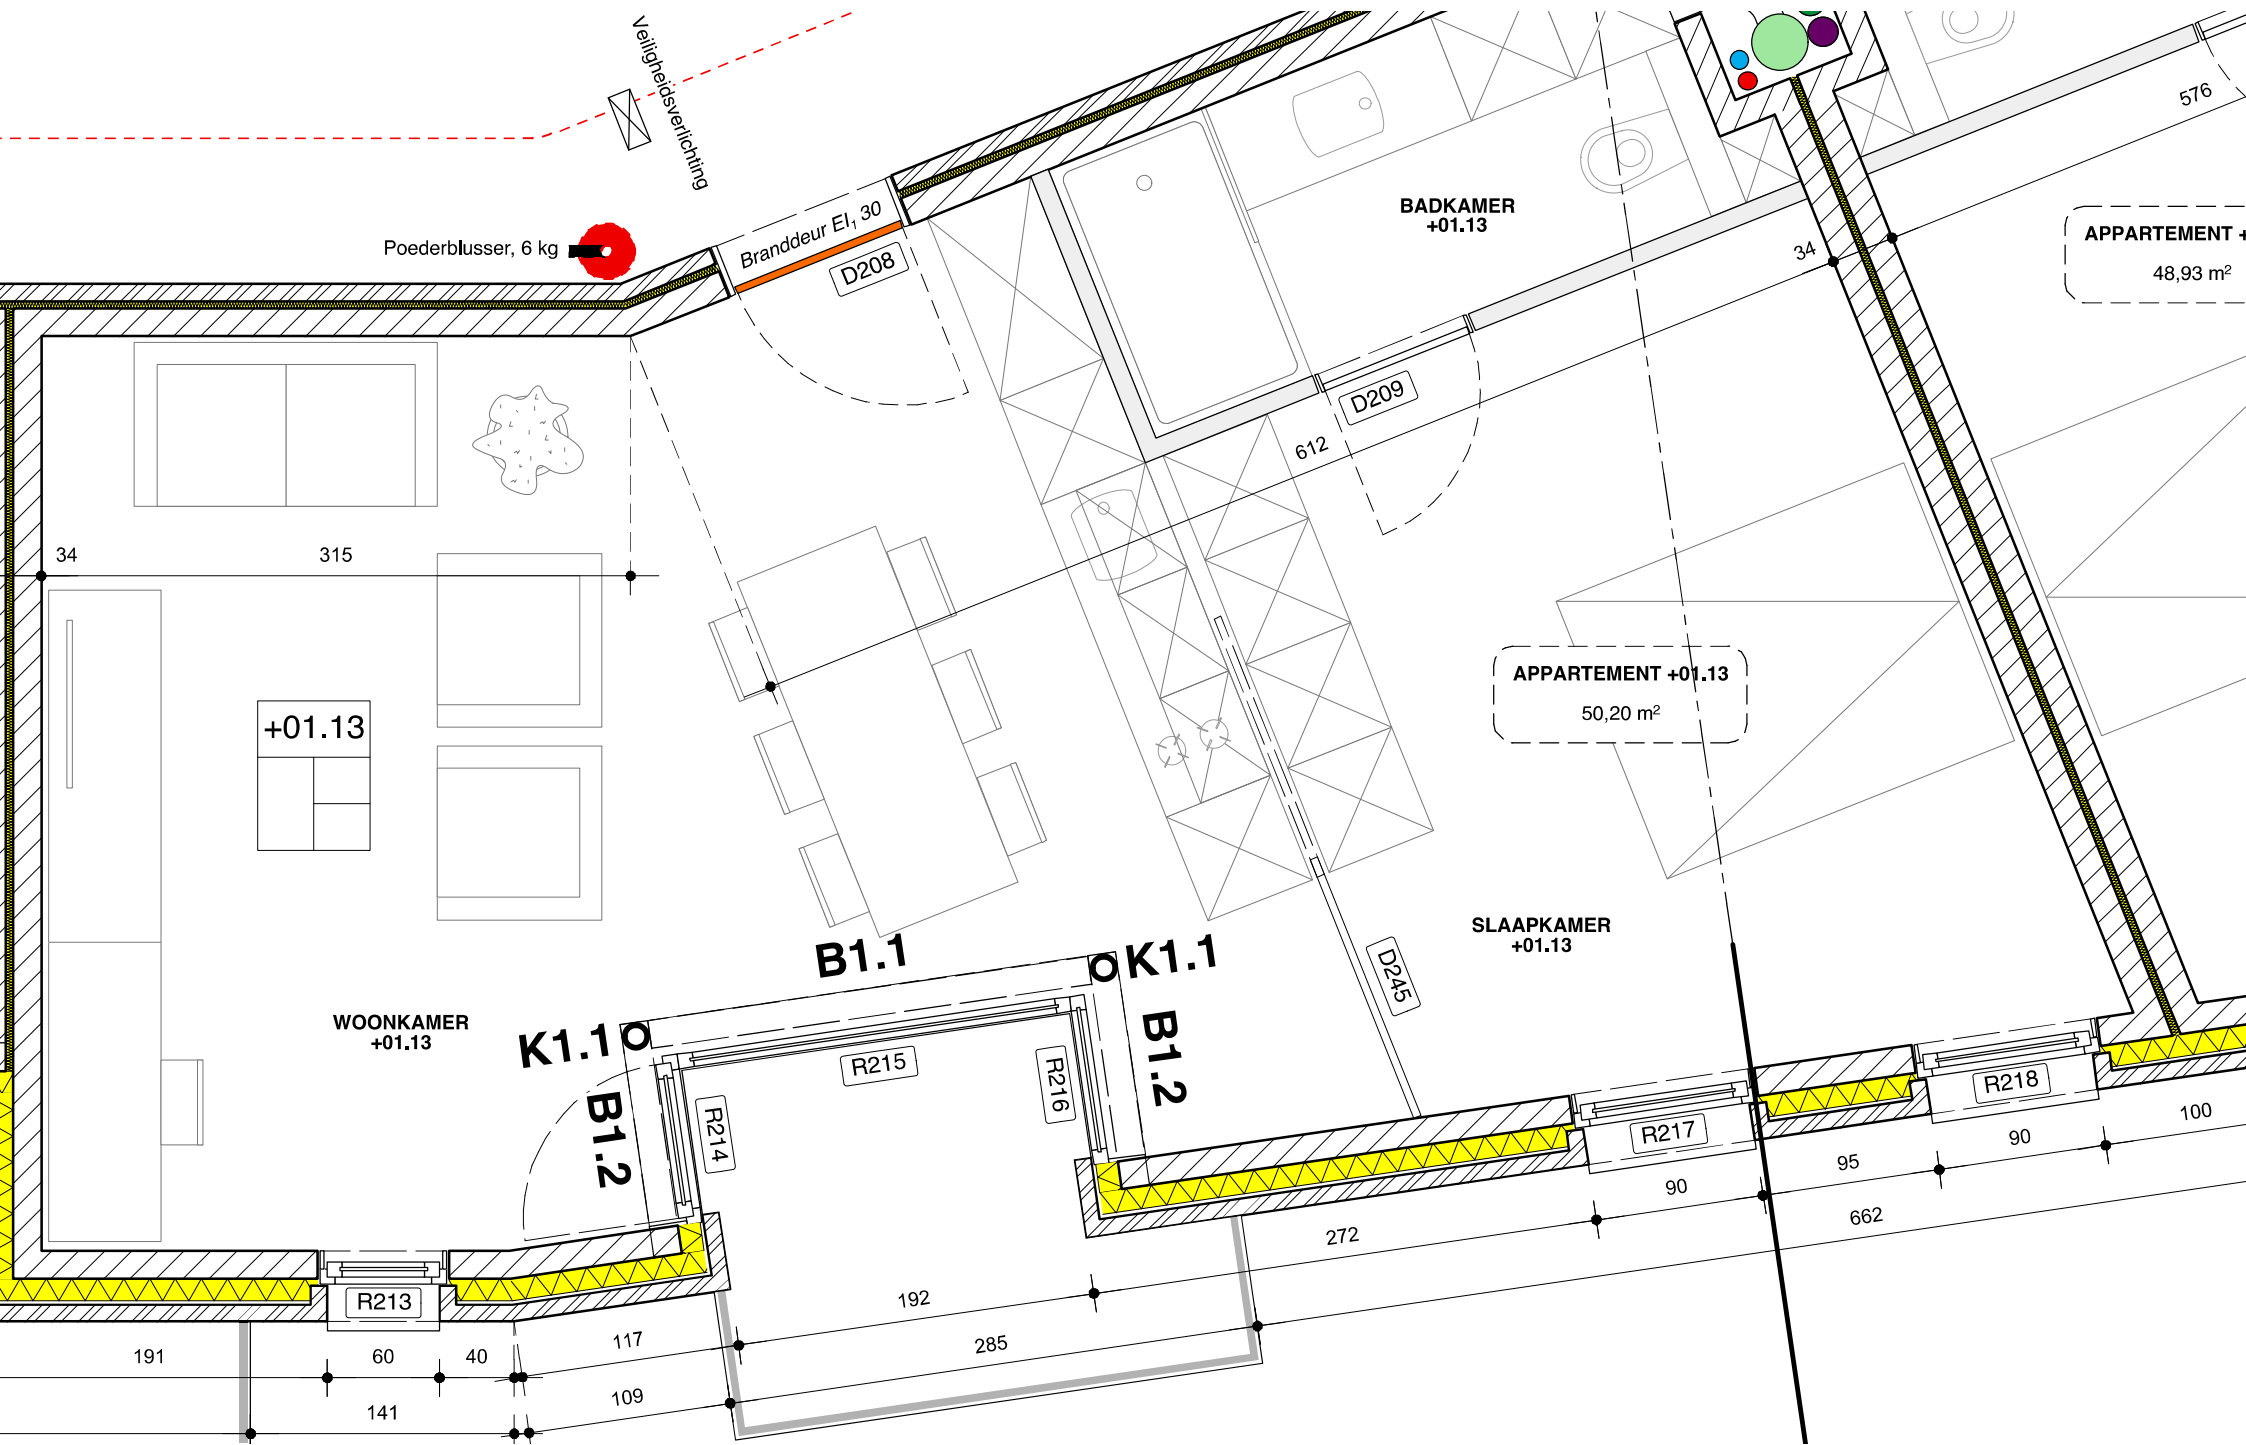 Veiligheidsverlichting
576
BADKAMER
+01.13
Branddeur EI₁ 30
Poederblusser, 6 kg
D208
34
APPARTEMENT +
48,93 m²
D209
612
34
315
+01.13
APPARTEMENT +01.13
50,20 m²
SLAAPKAMER
+01.13
B1.1
K1.1
D245
WOONKAMER
+01.13
K1.1
B1.2
R215
R216
B1.2
R214
R217
R218
100
90
95
90
662
272
R213
192
117
285
191
60
40
109
141